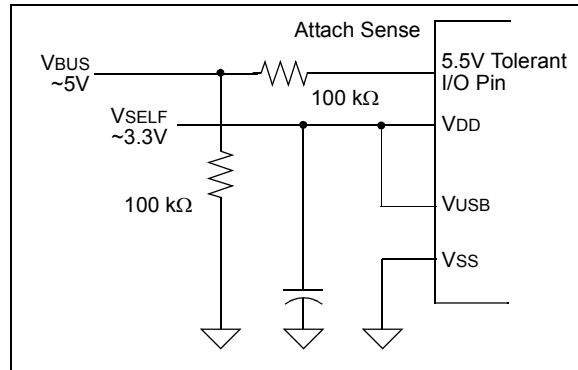 Attach Sense
VBUS
~5V
5.5V Tolerant
I/O Pin
100 kΩ
VSELF
~3.3V
VDD
100 kΩ
VUSB
VSS